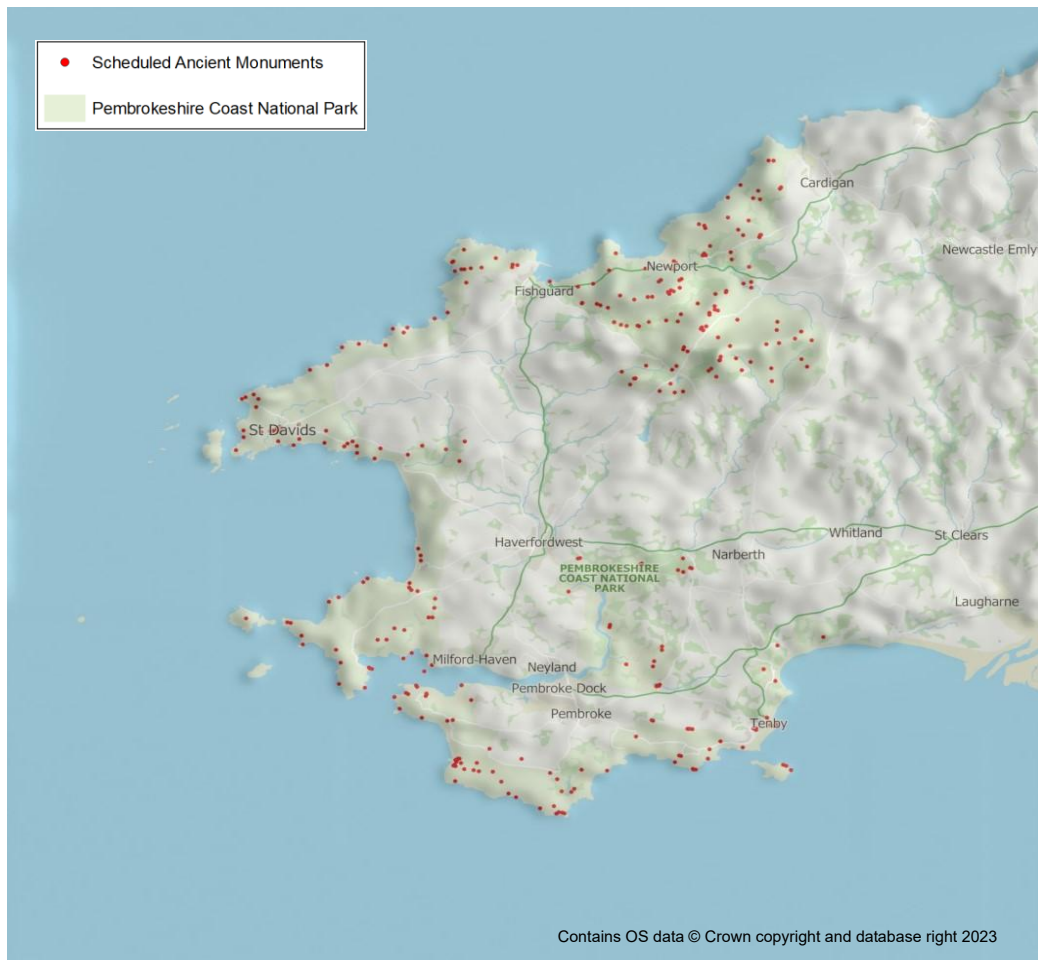 Scheduled Ancient Monuments
Pembrokeshire Coast National Park
Cardigan
Newcastle Emly
Newport
Fishguard
St Davids
Haverfordwest
Whitland
St Clears
Narberth
PEMBROKESHIRE
COAST NATIONAL
PARK
Laugharne
Milford-Haven
Neyland
Pembroke Dock
Pembroke
Tenby
Contains OS data © Crown copyright and database right 2023